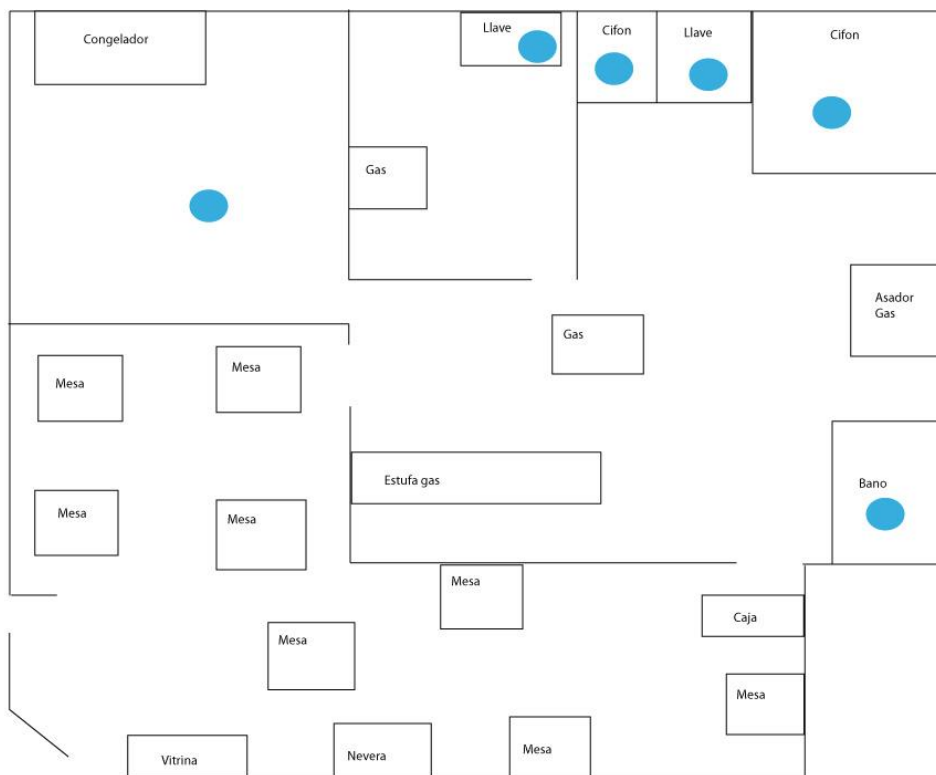 Congelador
Llave
Cifon
Llave
Cifon
Gas
Asador
Gas
Gas
Mesa
Mesa
Estufa gas
Bano
Mesa
Mesa
Mesa
Caja
Mesa
Mesa
Vitrina
Nevera
Mesa